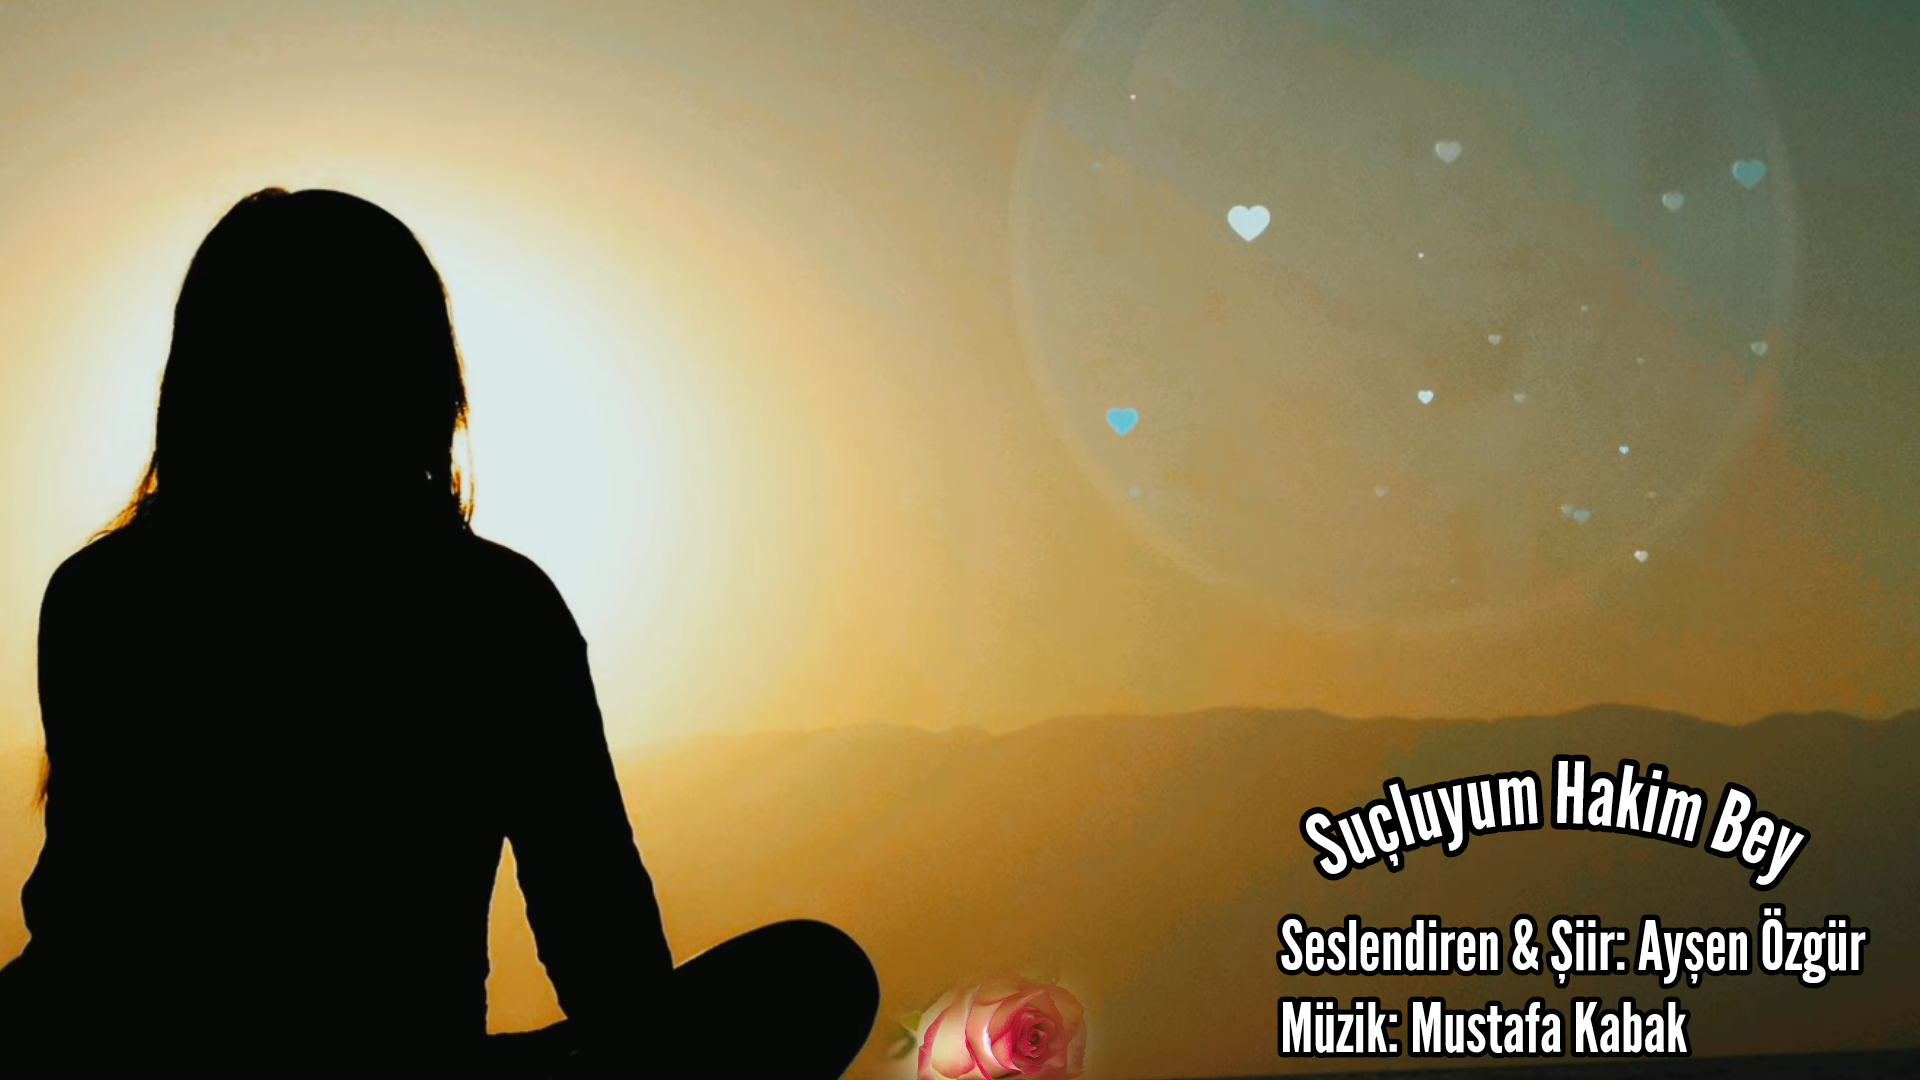 Suçluyum Hakim Bey
Seslendiren & Şiir: Ayşen Özgür
Müzik: Mustafa Kabak